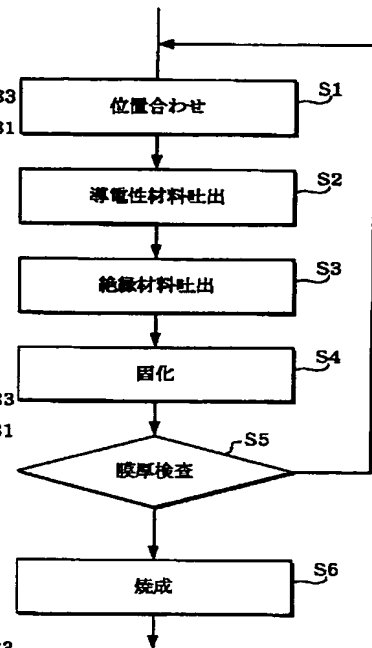 位置合わせ S1
導電性材料吐出 S2
絶縁材料吐出 S3
固化 S4
膜厚検査 S5
焼成 S6